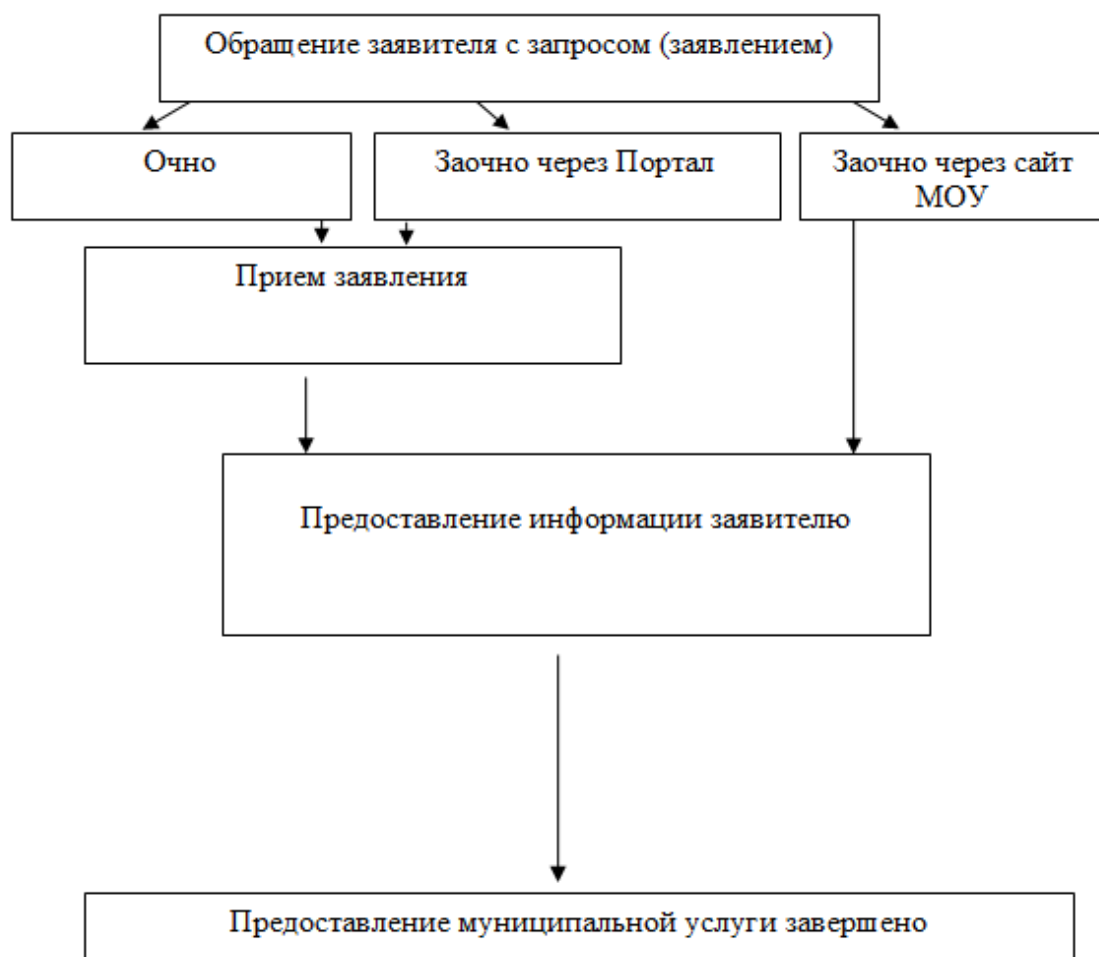 Обращение заявителя с запросом (заявлением)
Очно
Заочно через Портал
Заочно через сайт
МОУ
Прием заявления
Предоставление информации заявителю
Предоставление муниципальной услуги завершено